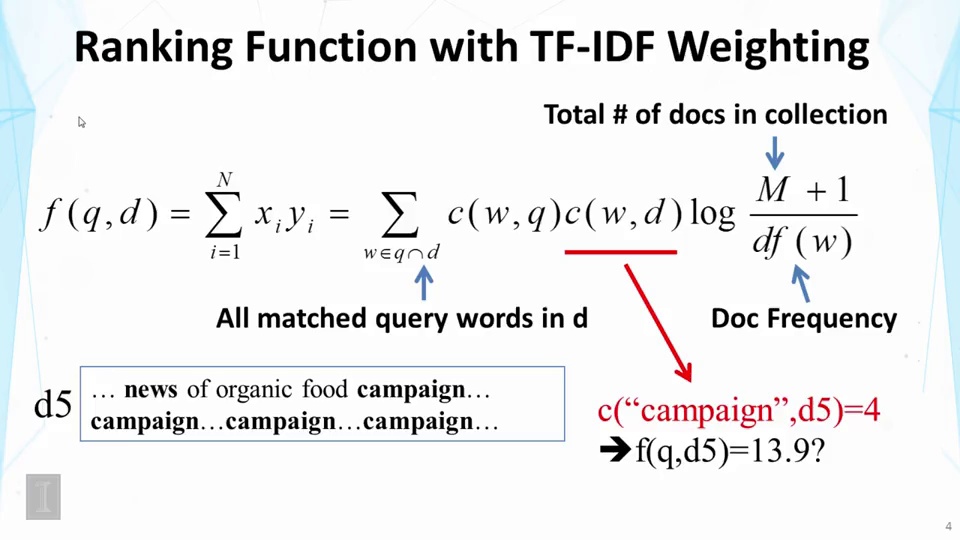 Ranking Function with TF-IDF Weighting
Total # of docs in collection
f(q,d) = \sum_{i=1}^{N} x_i y_i = \sum_{w∈q∩d} c(w,q)c(w,d) log \frac{M + 1}{df(w)}
All matched query words in d
Doc Frequency
d5
... news of organic food campaign...
campaign...campaign...campaign...
c(“campaign”,d5)=4
➔f(q,d5)=13.9?
I
4